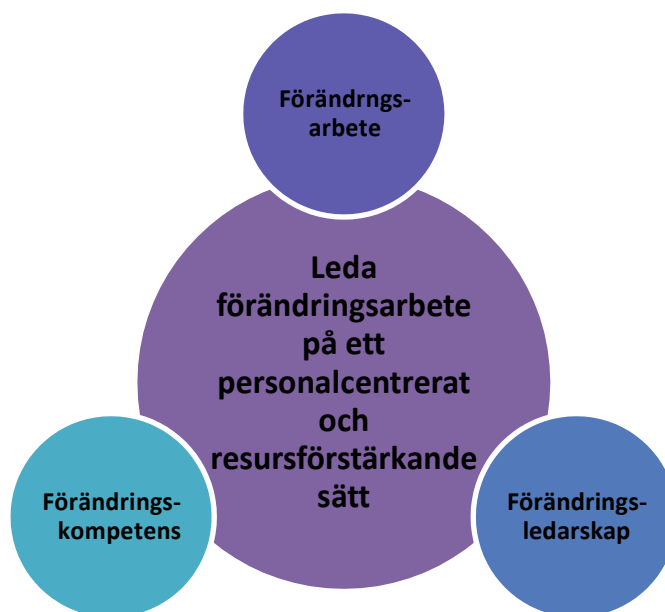 Förändrngs-
arbete
Leda
förändringsarbete
på ett
personalcentrerat
och
resursförstärkande
sätt
Förändrings-
kompetens
Förändrings-
ledarskap